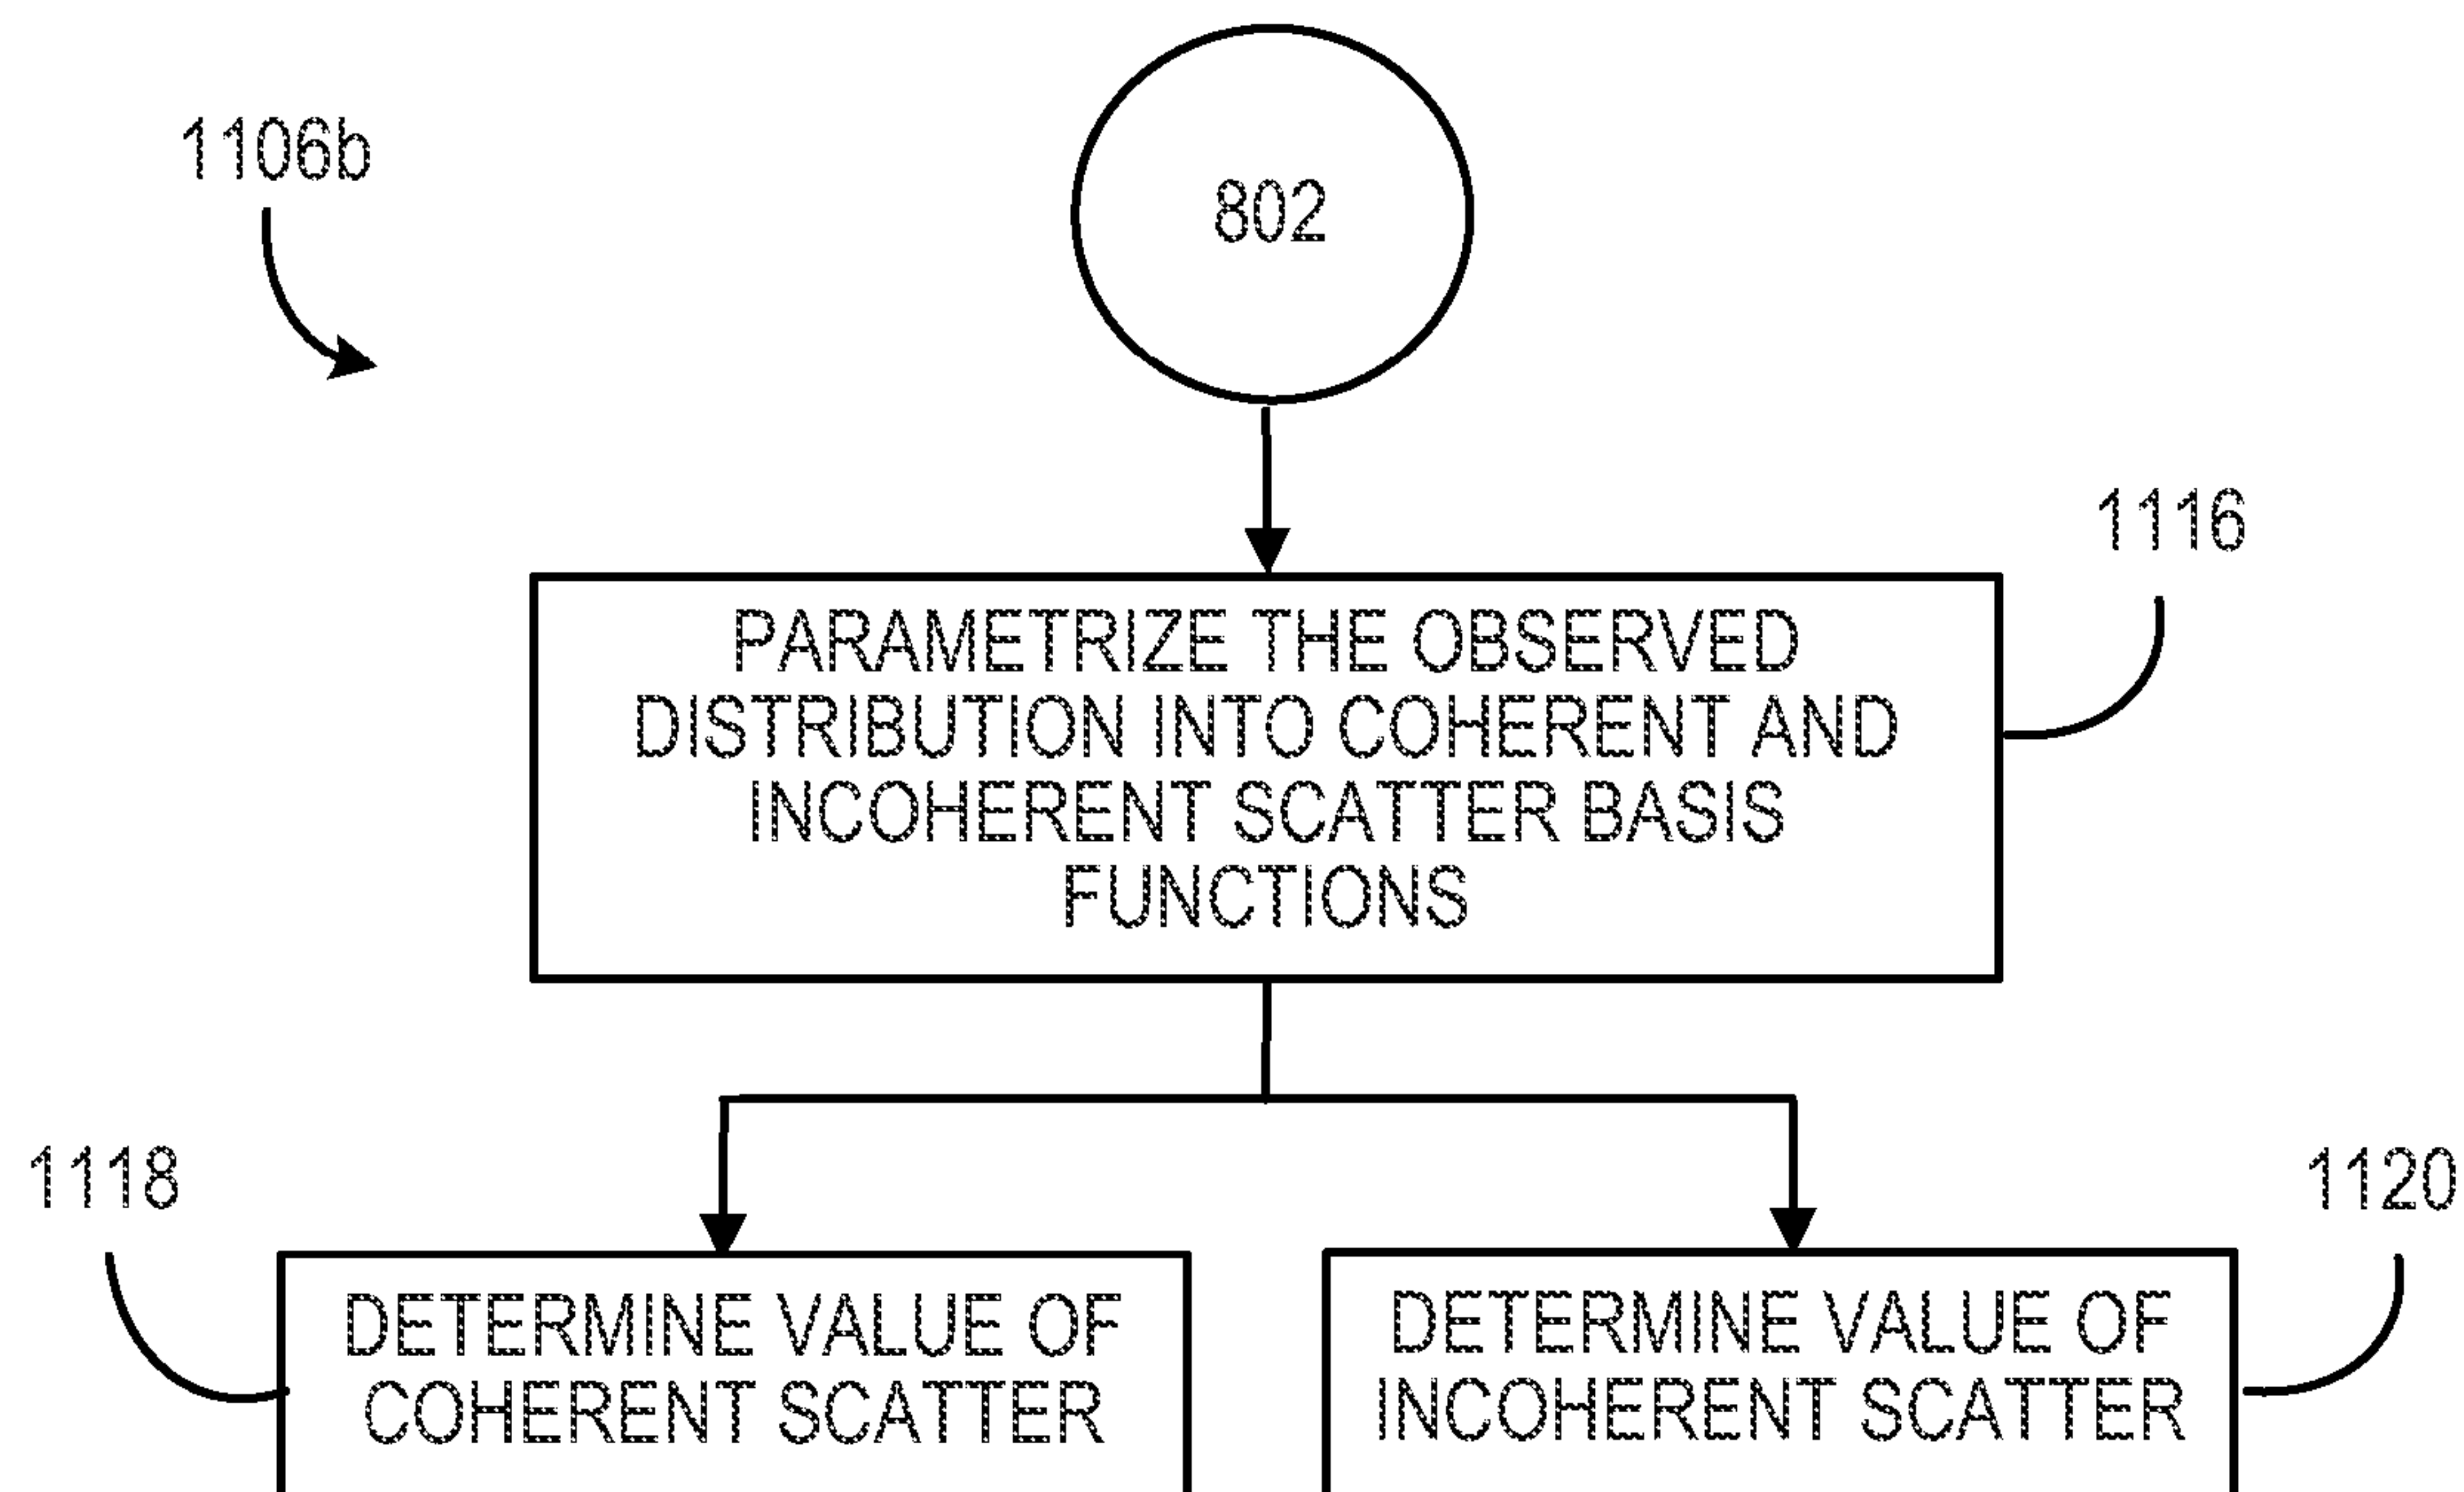 1106b
802
1116
PARAMETRIZE THE OBSERVED
DISTRIBUTION INTO COHERENT AND
INCOHERENT SCATTER BASIS
FUNCTIONS
1118
1120
DETERMINE VALUE OF
COHERENT SCATTER
DETERMINE VALUE OF
INCOHERENT SCATTER